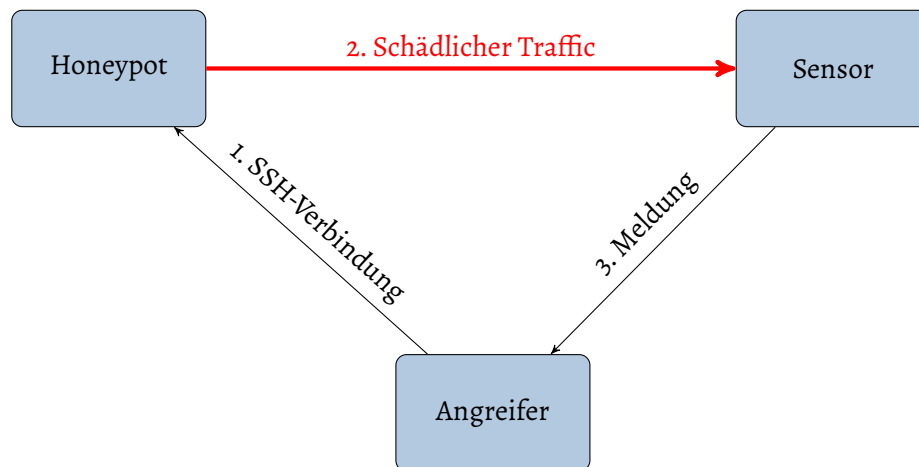 2. Schädlicher Traffic
Honeypot
Sensor
1. SSH-Verbindung
3. Meldung
Angreifer